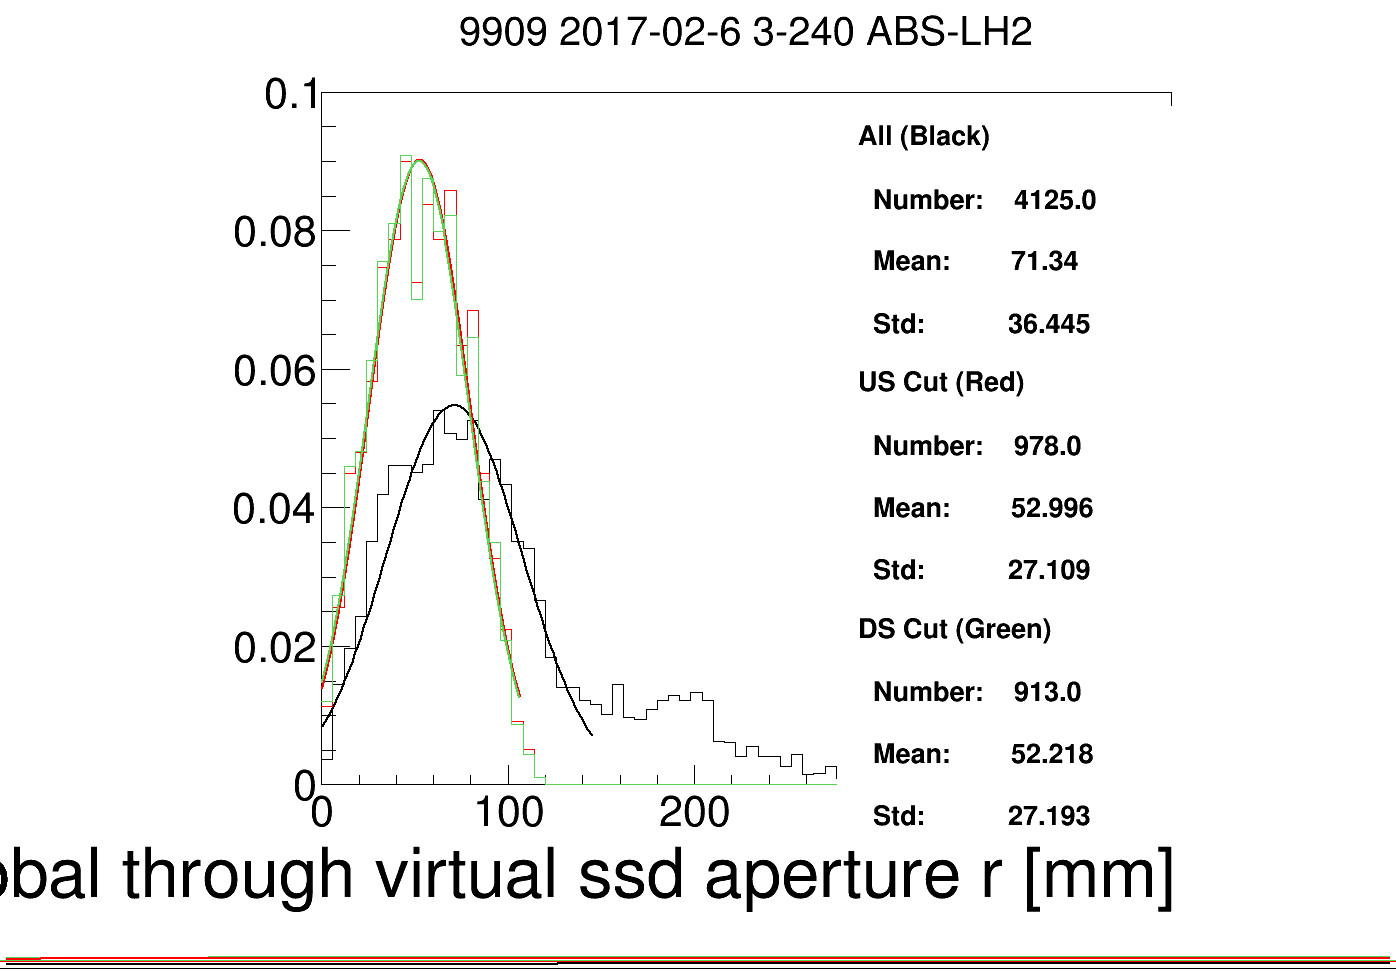 9909 2017-02-6 3-240 ABS-LH2
0.1
0.08
0.06
0.04
0.02
0
0 100 200
All (Black)
Number: 4125.0
Mean: 71.34
Std: 36.445
US Cut (Red)
Number: 978.0
Mean: 52.996
Std: 27.109
DS Cut (Green)
Number: 913.0
Mean: 52.218
Std: 27.193
obal through virtual ssd aperture r [mm]